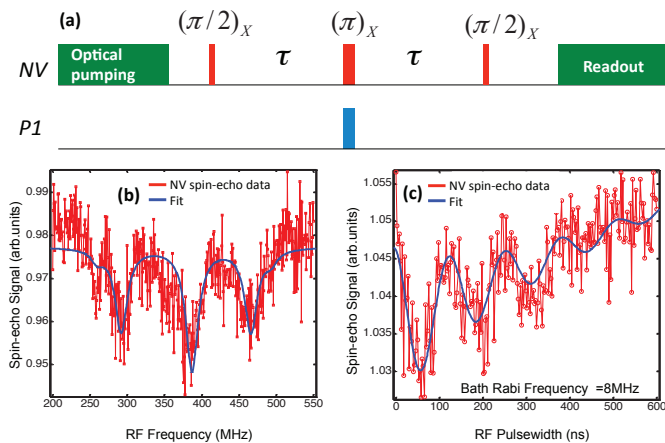 (a)
(π/2)X (π)X (π/2)X
NV
Optical
pumping
τ
τ
Readout
P1
(b)
NV spin-echo data
Fit
Spin-echo Signal (arb.units)
0.99
0.98
0.97
0.96
0.95
200 250 300 350 400 450 500 550
RF Frequency (MHz)
(c)
NV spin-echo data
Fit
Spin-echo Signal (arb.units)
1.055
1.05
1.045
1.035
1.03
Bath Rabi Frequency =8MHz
0 100 200 300 400 500 600
RF Pulsewidth (ns)